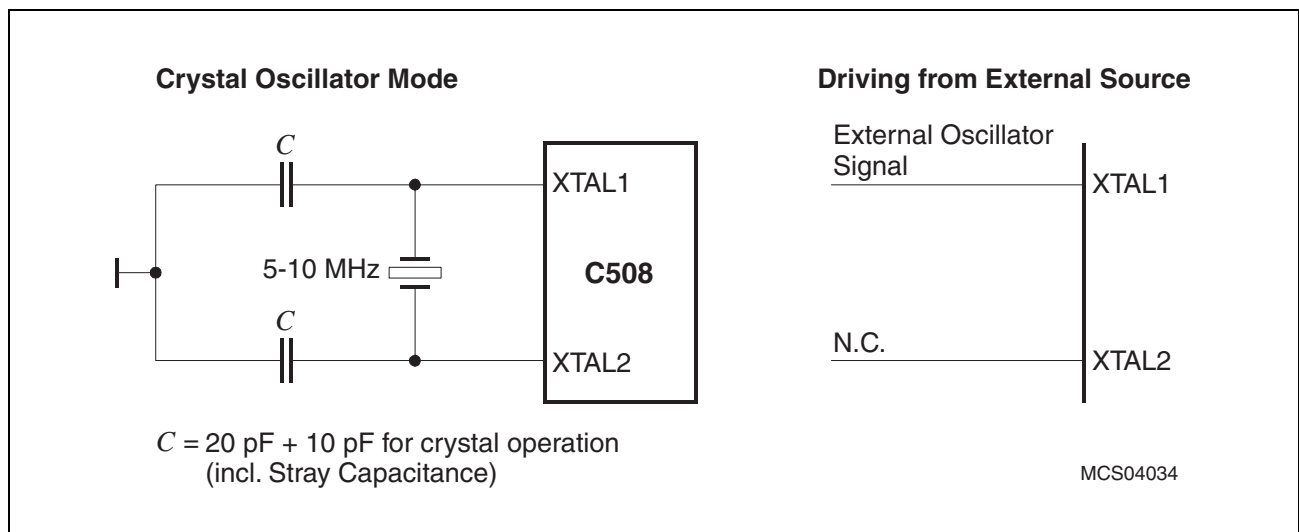 Crystal Oscillator Mode
C
XTAL1
5-10 MHz
C508
C
XTAL2
C = 20 pF + 10 pF for crystal operation
(incl. Stray Capacitance)
Driving from External Source
External Oscillator
Signal
XTAL1
N.C.
XTAL2
MCS04034